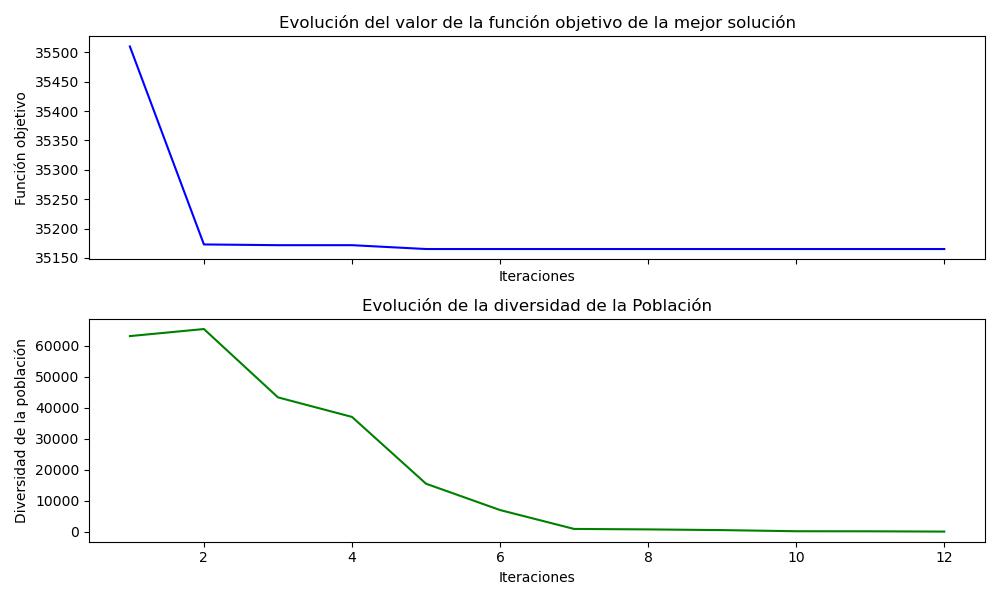 Evolución del valor de la función objetivo de la mejor solución
Función objetivo
35500
35450
35400
35350
35300
35250
35200
35150
Iteraciones
Evolución de la diversidad de la Población
Diversidad de la población
60000
50000
40000
30000
20000
10000
0
2 4 6 8 10 12
Iteraciones